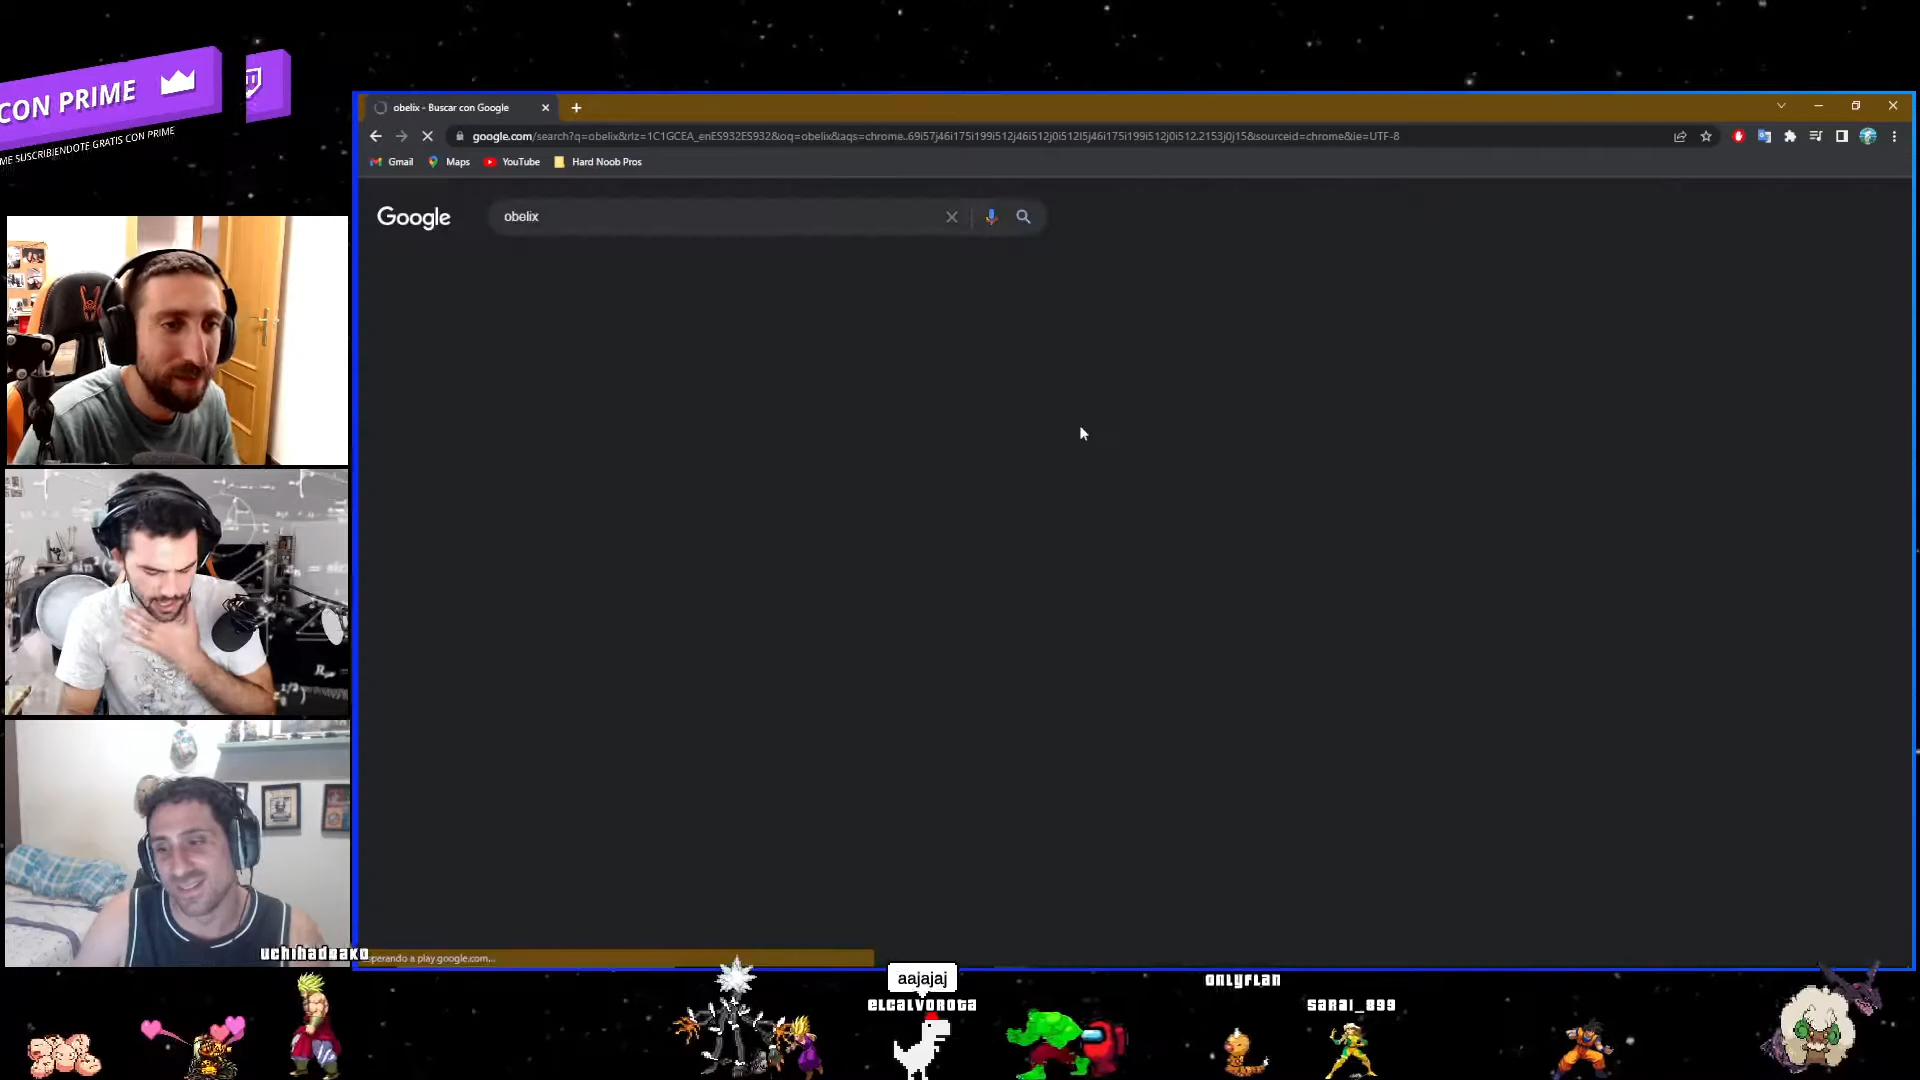 CON PRIME
ME SUSCRIBIENDOTE GRATIS CON PRIME
obelix - Buscar con Google
google.com/search?q=obelix&rlz=1C1GCEA_enES932ES932&oq=obelix&aqs=chrome..69i57j46i175i199i512j46i512j0i512l5j46i175i199i512j0i512.2153j0j15&sourceid=chrome&ie=UTF-8
Gmail Maps YouTube Hard Noob Pros
Google obelix
perando a play.google.com...
uchihadgako
aajajaj
elcalvorota
onlyflan
sarai_899